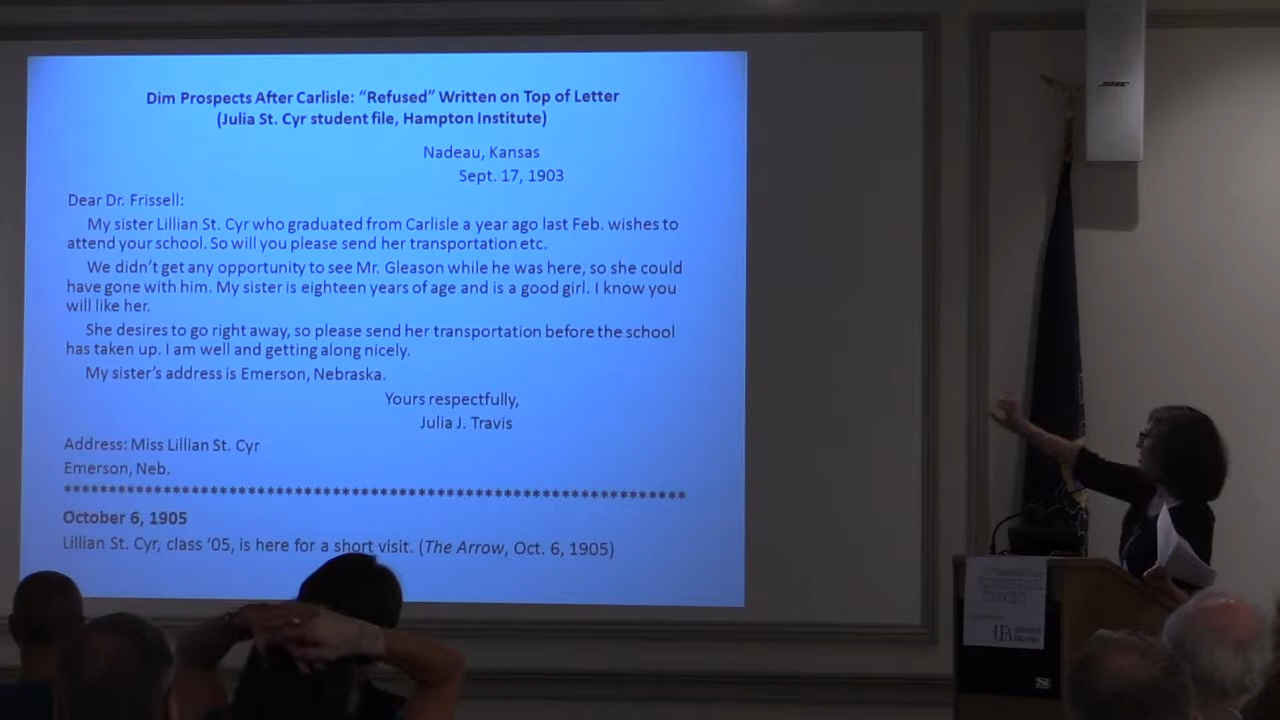 Dim Prospects After Carlisle: “Refused” Written on Top of Letter
(Julia St. Cyr student file, Hampton Institute)
Nadeau, Kansas
Sept. 17, 1903
Dear Dr. Frissell:
My sister Lillian St. Cyr who graduated from Carlisle a year ago last Feb. wishes to
attend your school. So will you please send her transportation etc.
We didn’t get any opportunity to see Mr. Gleason while he was here, so she could
have gone with him. My sister is eighteen years of age and is a good girl. I know you
will like her.
She desires to go right away, so please send her transportation before the school
has taken up. I am well and getting along nicely.
My sister’s address is Emerson, Nebraska.
Yours respectfully,
Julia J. Travis
Address: Miss Lillian St. Cyr
Emerson, Neb.
October 6, 1905
Lillian St. Cyr, class ‘05, is here for a short visit. (The Arrow, Oct. 6, 1905)
BOSE
HISTORICAL
SOCIETY